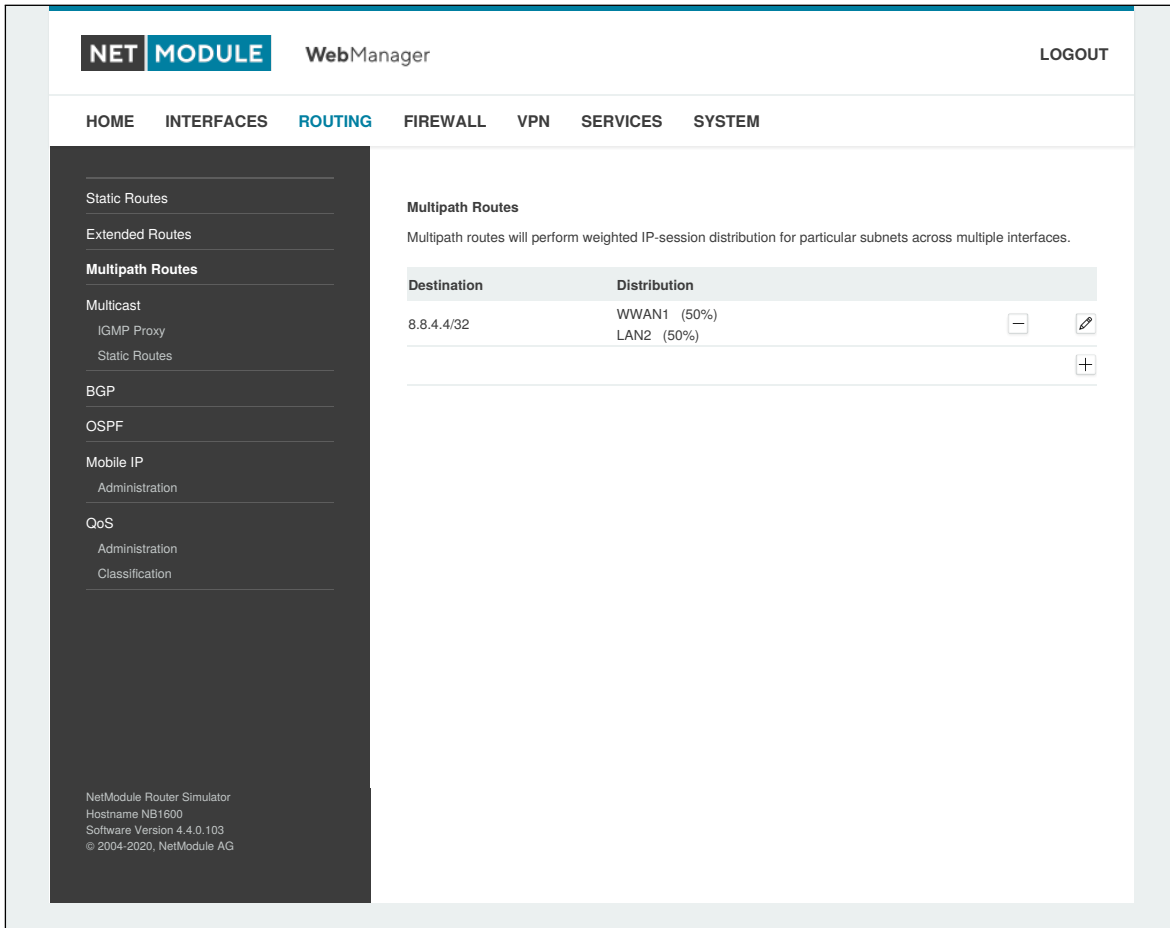 NET MODULE WebManager LOGOUT
HOME INTERFACES ROUTING FIREWALL VPN SERVICES SYSTEM
Static Routes
Extended Routes
Multipath Routes
Multicast
IGMP Proxy
Static Routes
BGP
OSPF
Mobile IP
Administration
QoS
Administration
Classification
NetModule Router Simulator
Hostname NB1600
Software Version 4.4.0.103
© 2004-2020, NetModule AG
Multipath Routes
Multipath routes will perform weighted IP-session distribution for particular subnets across multiple interfaces.
Destination Distribution
8.8.4.4/32 WWAN1 (50%)
LAN2 (50%)